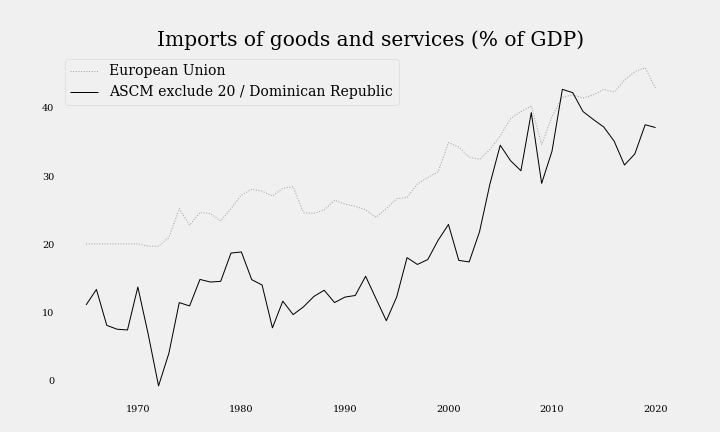 Imports of goods and services (% of GDP)
European Union
ASCM exclude 20 / Dominican Republic
40
30
20
10
0
1970 1980 1990 2000 2010 2020